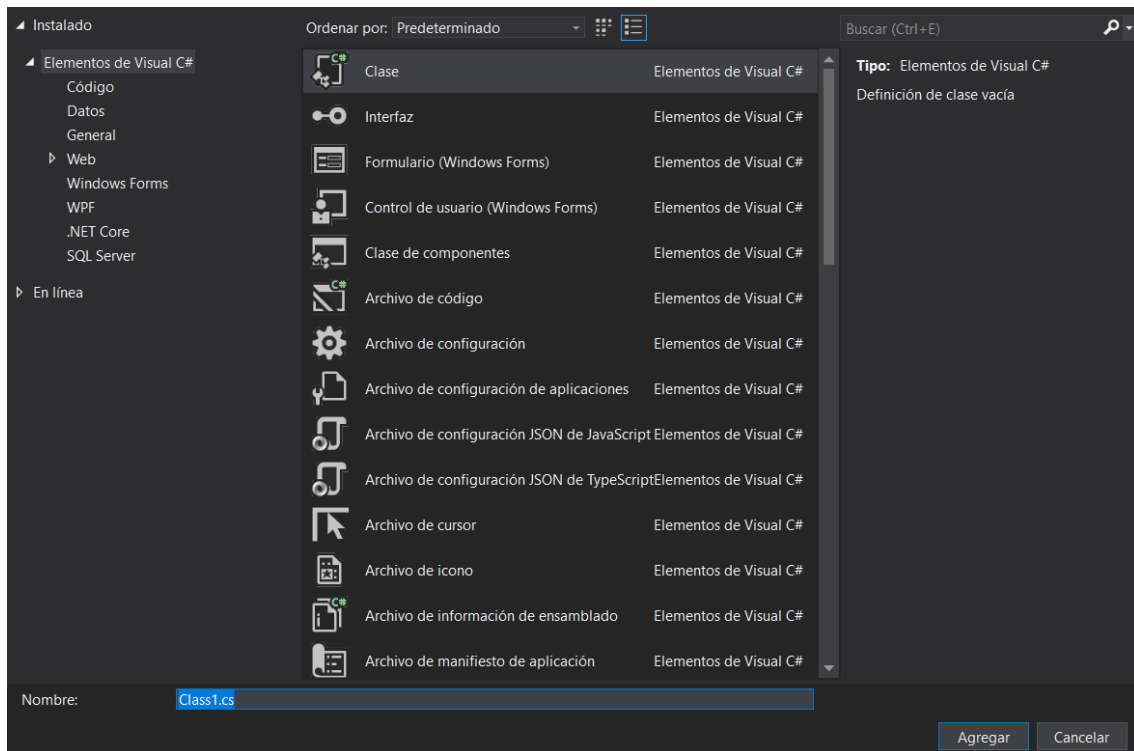 Instalado
Elementos de Visual C#
Código
Datos
General
Web
Windows Forms
WPF
.NET Core
SQL Server
En línea
Ordenar por: Predeterminado
C# Clase Elementos de Visual C#
Interfaz Elementos de Visual C#
Formulario (Windows Forms) Elementos de Visual C#
Control de usuario (Windows Forms) Elementos de Visual C#
Clase de componentes Elementos de Visual C#
C# Archivo de código Elementos de Visual C#
Archivo de configuración Elementos de Visual C#
Archivo de configuración de aplicaciones Elementos de Visual C#
Archivo de configuración JSON de JavaScript Elementos de Visual C#
Archivo de configuración JSON de TypeScript Elementos de Visual C#
Archivo de cursor Elementos de Visual C#
Archivo de icono Elementos de Visual C#
C# Archivo de información de ensamblado Elementos de Visual C#
Archivo de manifiesto de aplicación Elementos de Visual C#
Buscar (Ctrl+E)
Tipo: Elementos de Visual C#
Definición de clase vacía
Nombre: Class1.cs
Agregar Cancelar